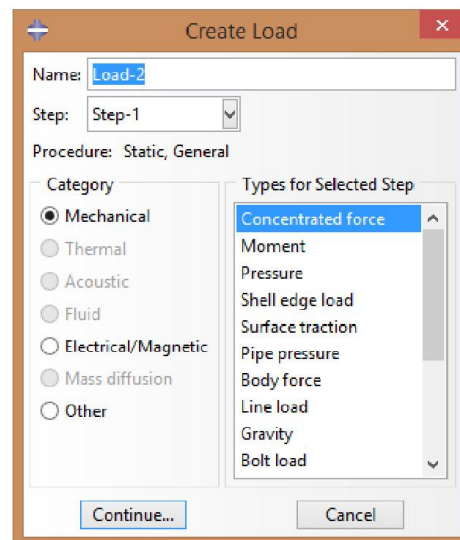 Create Load
Name: Load-2
Step: Step-1
Procedure: Static, General
Category
Mechanical
Thermal
Acoustic
Fluid
Electrical/Magnetic
Mass diffusion
Other
Types for Selected Step
Concentrated force
Moment
Pressure
Shell edge load
Surface traction
Pipe pressure
Body force
Line load
Gravity
Bolt load
Continue...
Cancel